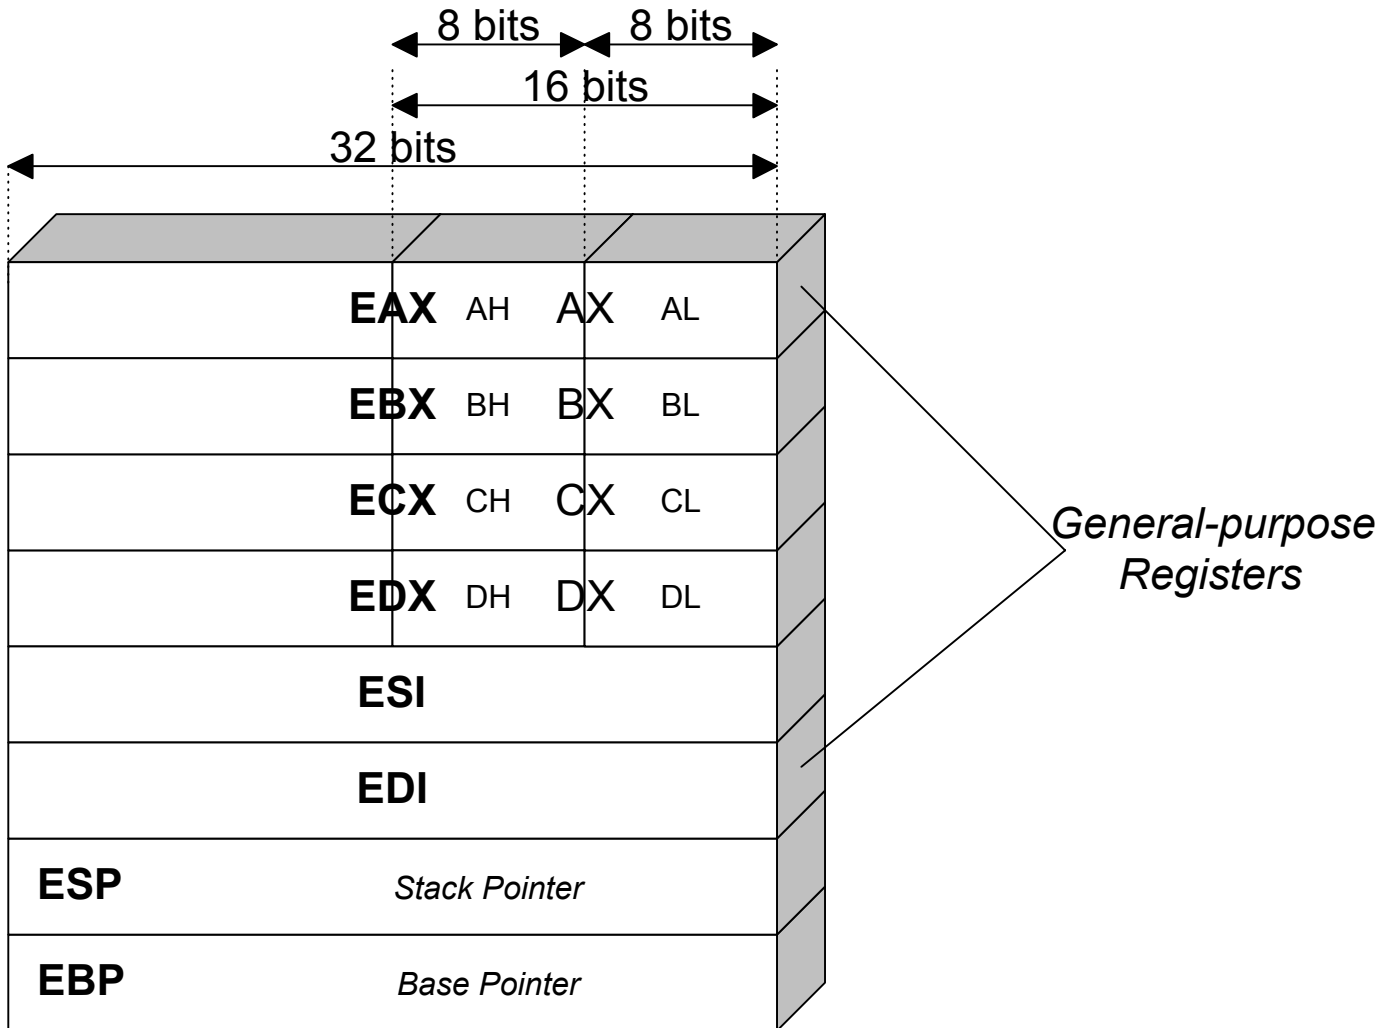 8 bits 8 bits
16 bits
32 bits
EAX AH AX AL
EBX BH BX BL
ECX CH CX CL
EDX DH DX DL
General-purpose
Registers
ESI
EDI
ESP Stack Pointer
EBP Base Pointer